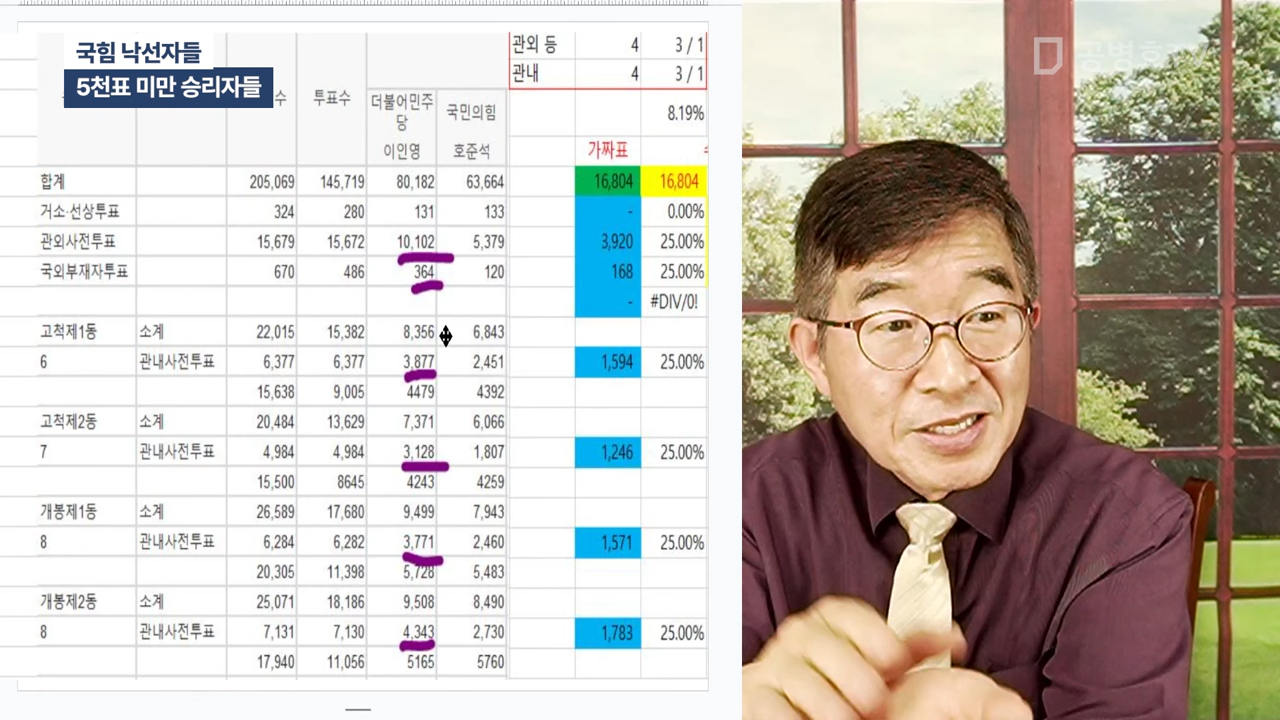 국힘 낙선자들
5천표 미만 승리자들
공병호
관외 등 4 3 / 1
관내 4 3 / 1
8.19%
수 투표수 더불어민주당 국민의힘
이인영 호준석 가짜표
합계 205,069 145,719 80,182 63,664 16,804 16,804
거소·선상투표 324 280 131 133 - 0.00%
관외사전투표 15,679 15,672 10,102 5,379 3,920 25.00%
국외부재자투표 670 486 364 120 168 25.00%
- #DIV/0!
고척제1동 소계 22,015 15,382 8,356 6,843
6 관내사전투표 6,377 6,377 3,877 2,451 1,594 25.00%
15,638 9,005 4479 4392
고척제2동 소계 20,484 13,629 7,371 6,066
7 관내사전투표 4,984 4,984 3,128 1,807 1,246 25.00%
15,500 8645 4243 4259
개봉제1동 소계 26,589 17,680 9,499 7,943
8 관내사전투표 6,284 6,282 3,771 2,460 1,571 25.00%
20,305 11,398 5,728 5,483
개봉제2동 소계 25,071 18,186 9,508 8,490
8 관내사전투표 7,131 7,130 4,343 2,730 1,783 25.00%
17,940 11,056 5165 5760